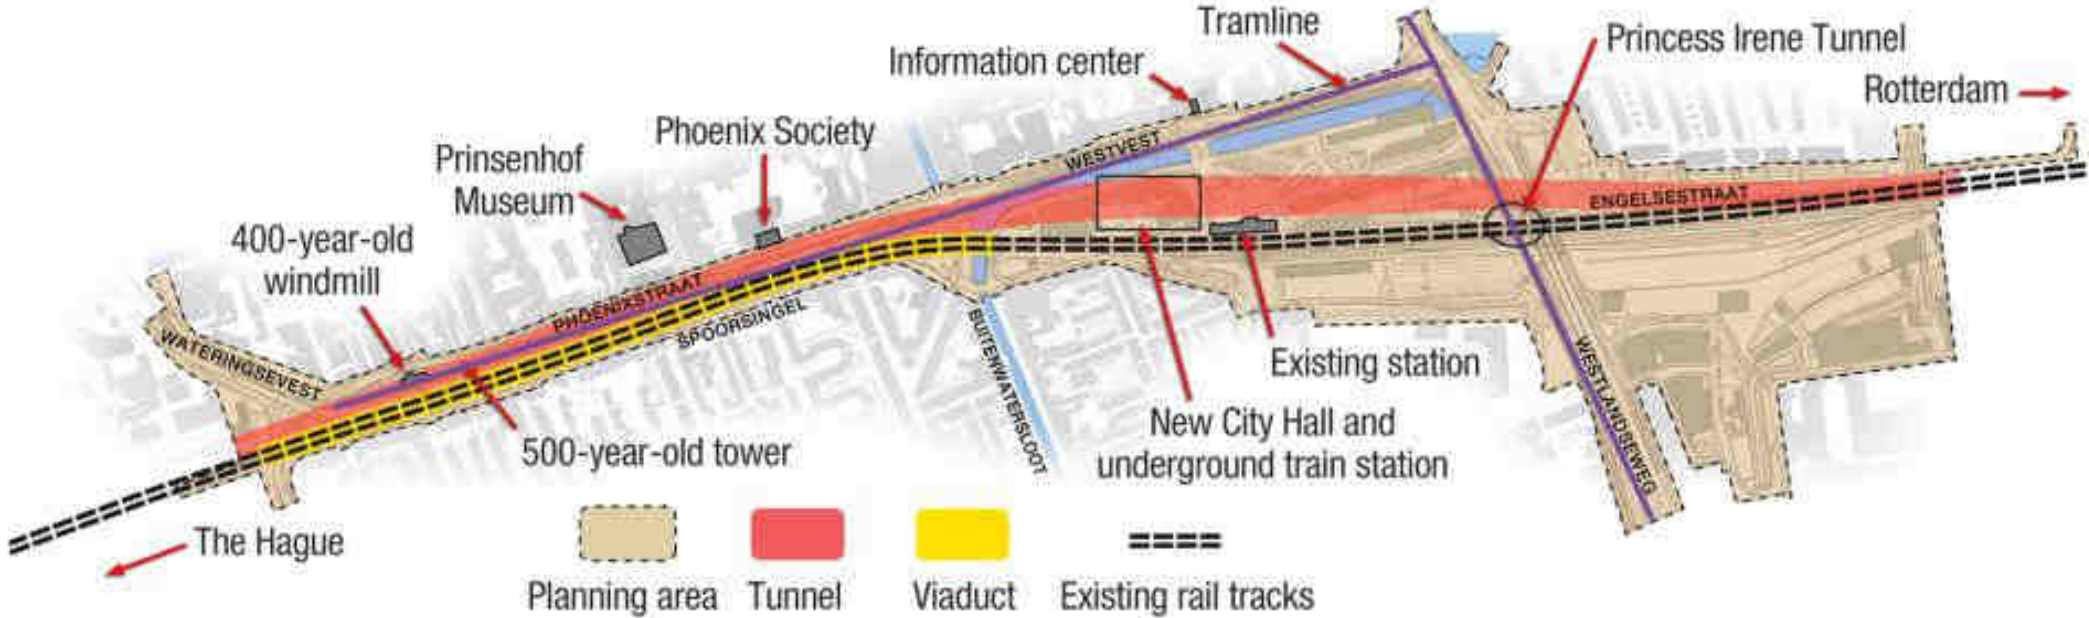 Tramline
Princess Irene Tunnel
Information center
Rotterdam
Phoenix Society
Prinsenhof
Museum
WESTVEST
ENGELSESTRAAT
400-year-old
windmill
PHOENIXSTRAAT
SPOORSINGEL
WATERINGSEVEST
BUITENWATERSLOOT
Existing station
WESTLANDSEWEG
New City Hall and
underground train station
500-year-old tower
The Hague
Planning area
Tunnel
Viaduct
Existing rail tracks